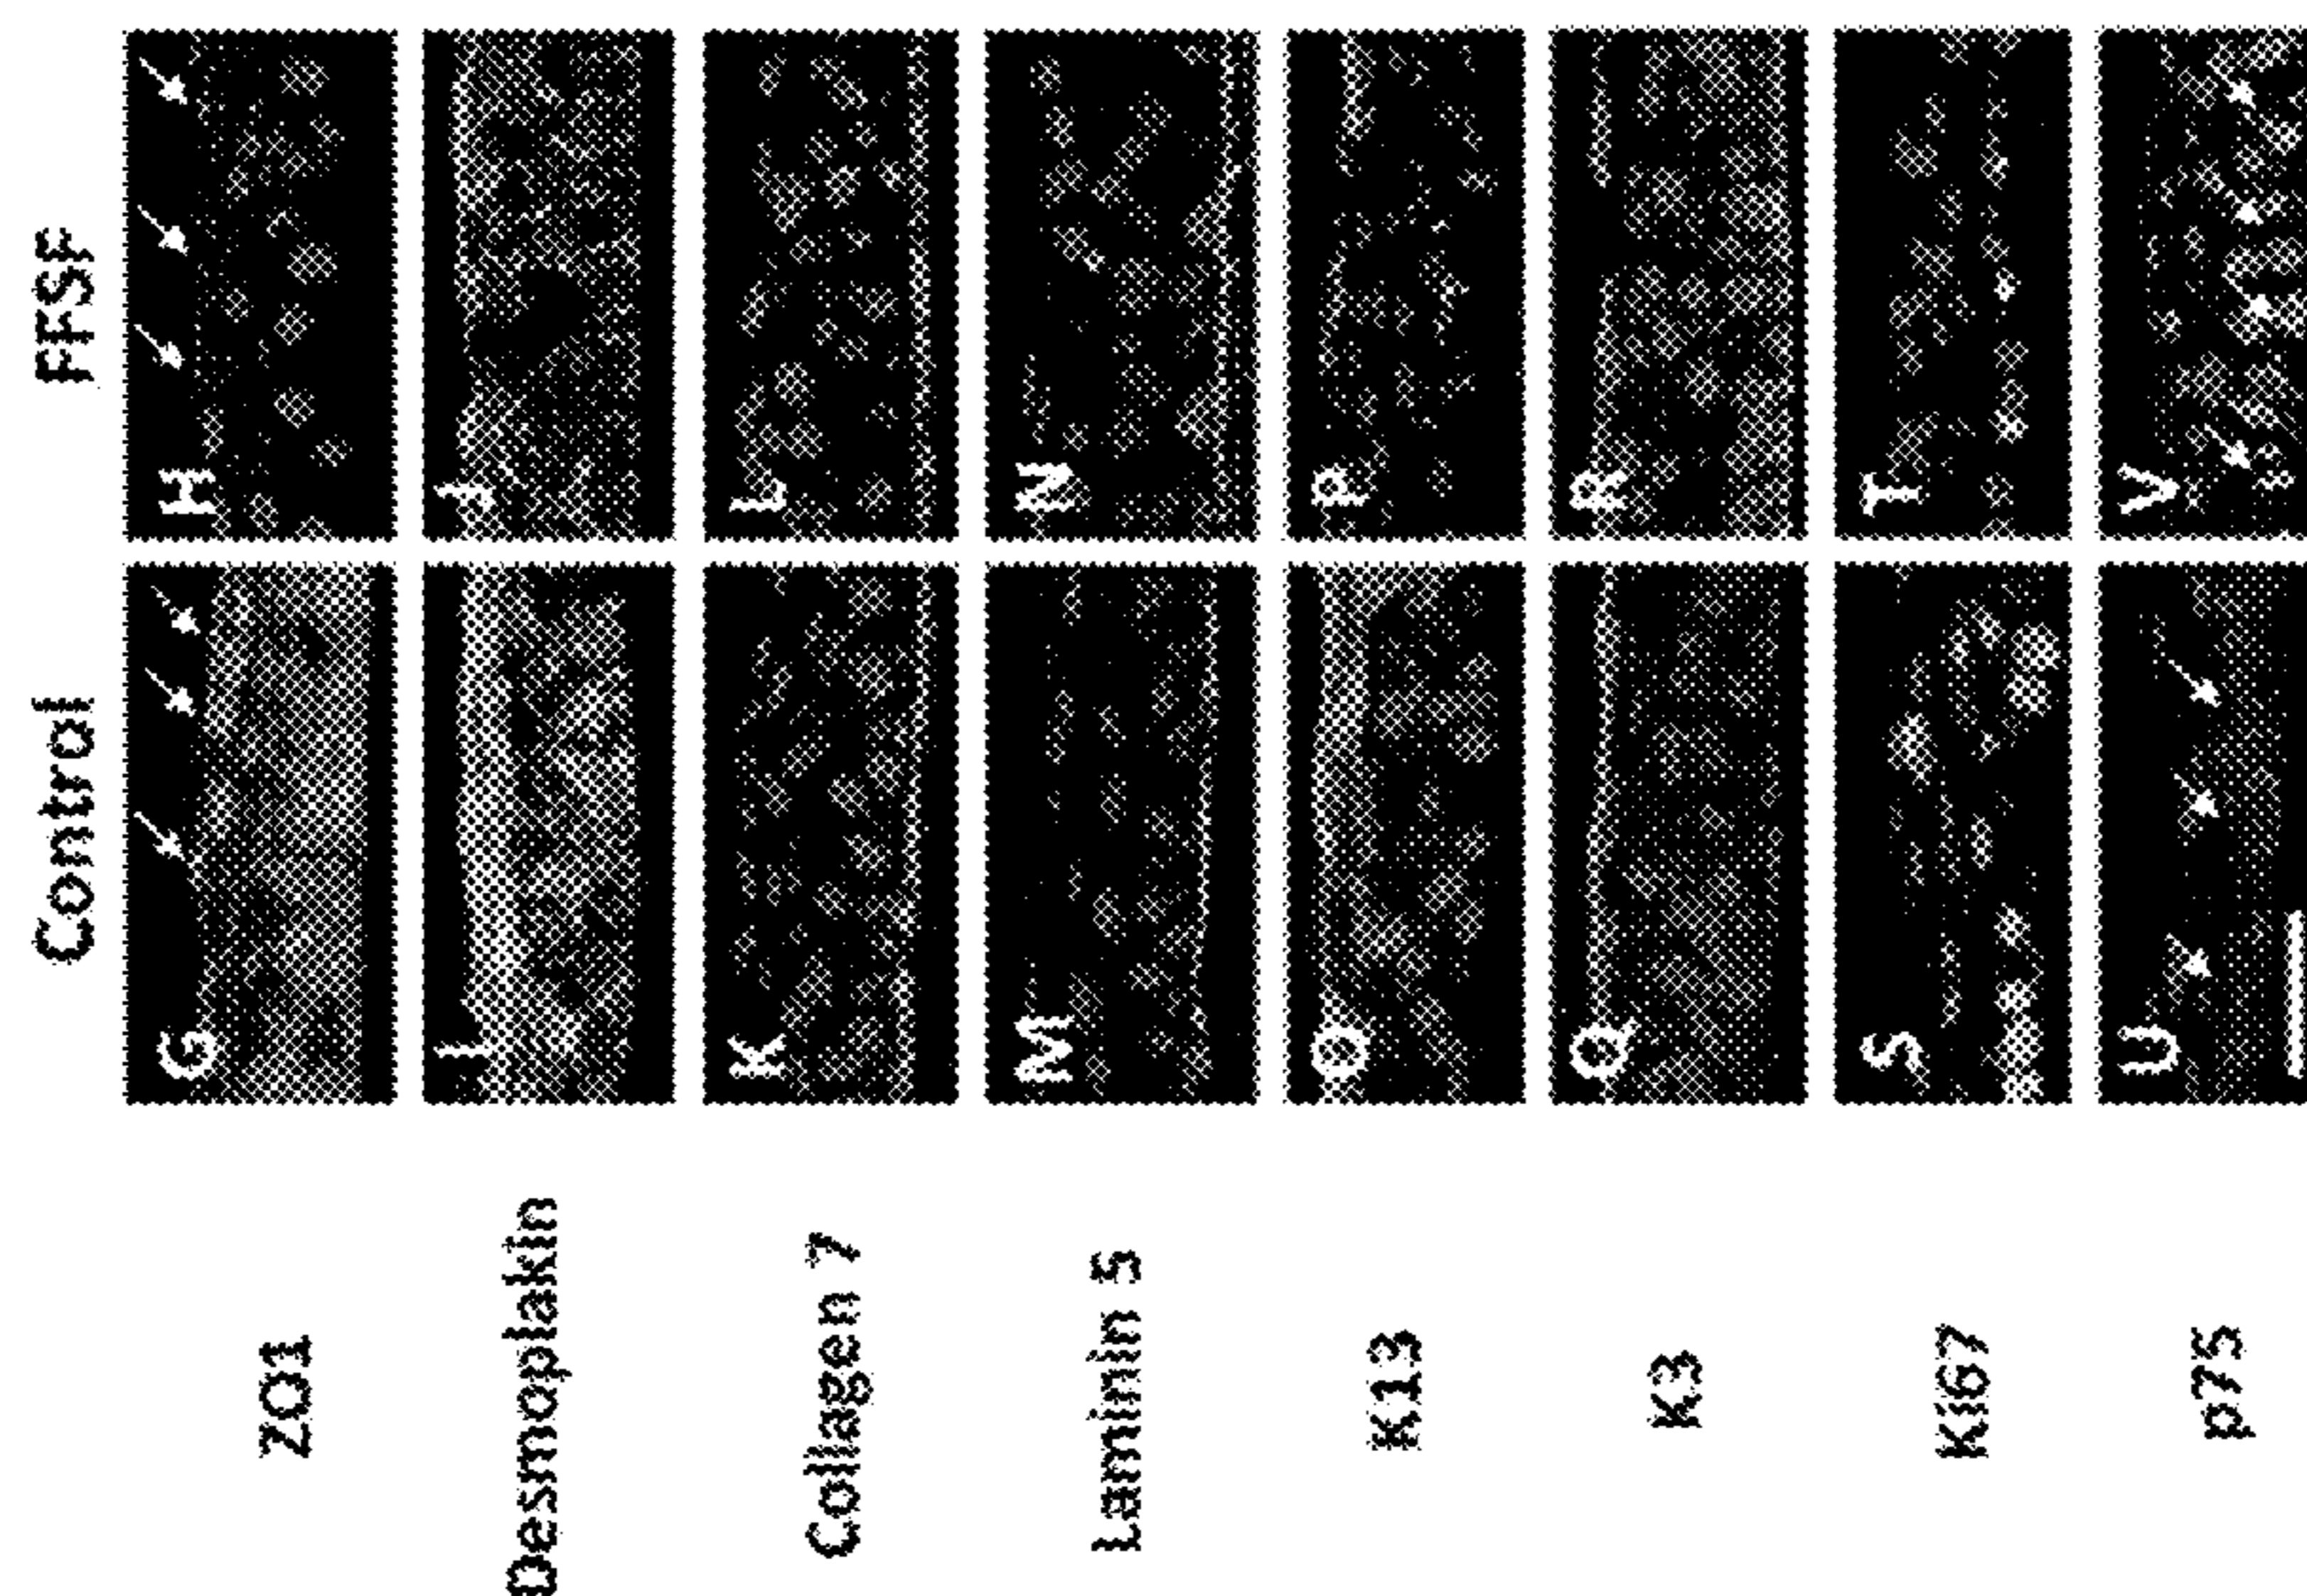 Control FFSF
ZO1 G H
Desmoplakin I J
Collagen 7 K L
Laminin 5 M N
K13 O P
K3 Q R
Ki67 S T
p75 U V